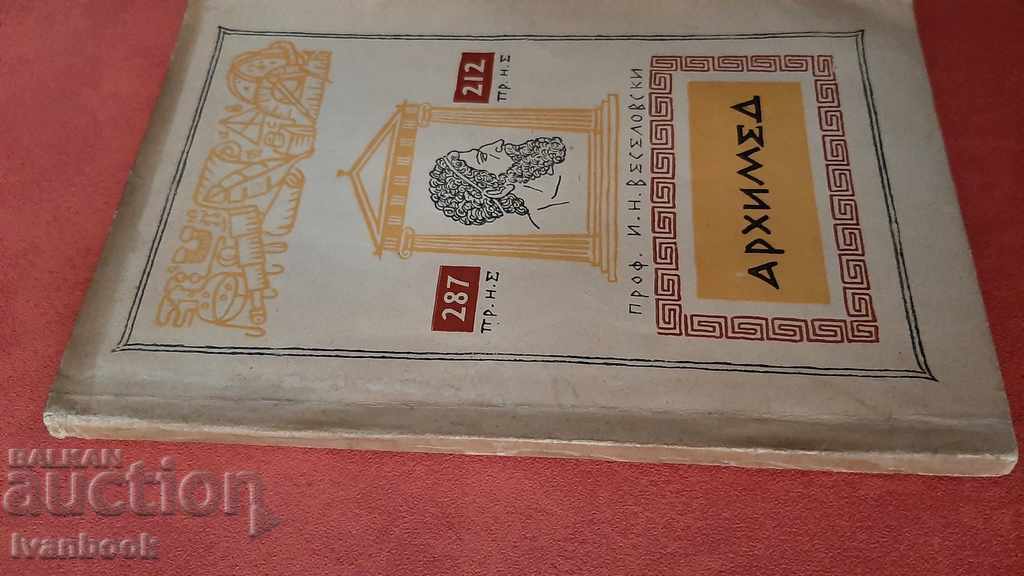 287
ПР.Н.Е
212
ПР.Н.Е
ПРОФ. И.Н.ВЕСЕЛОВСКИ
АРХИМЕД
BALKAN
auction
Ivanbook